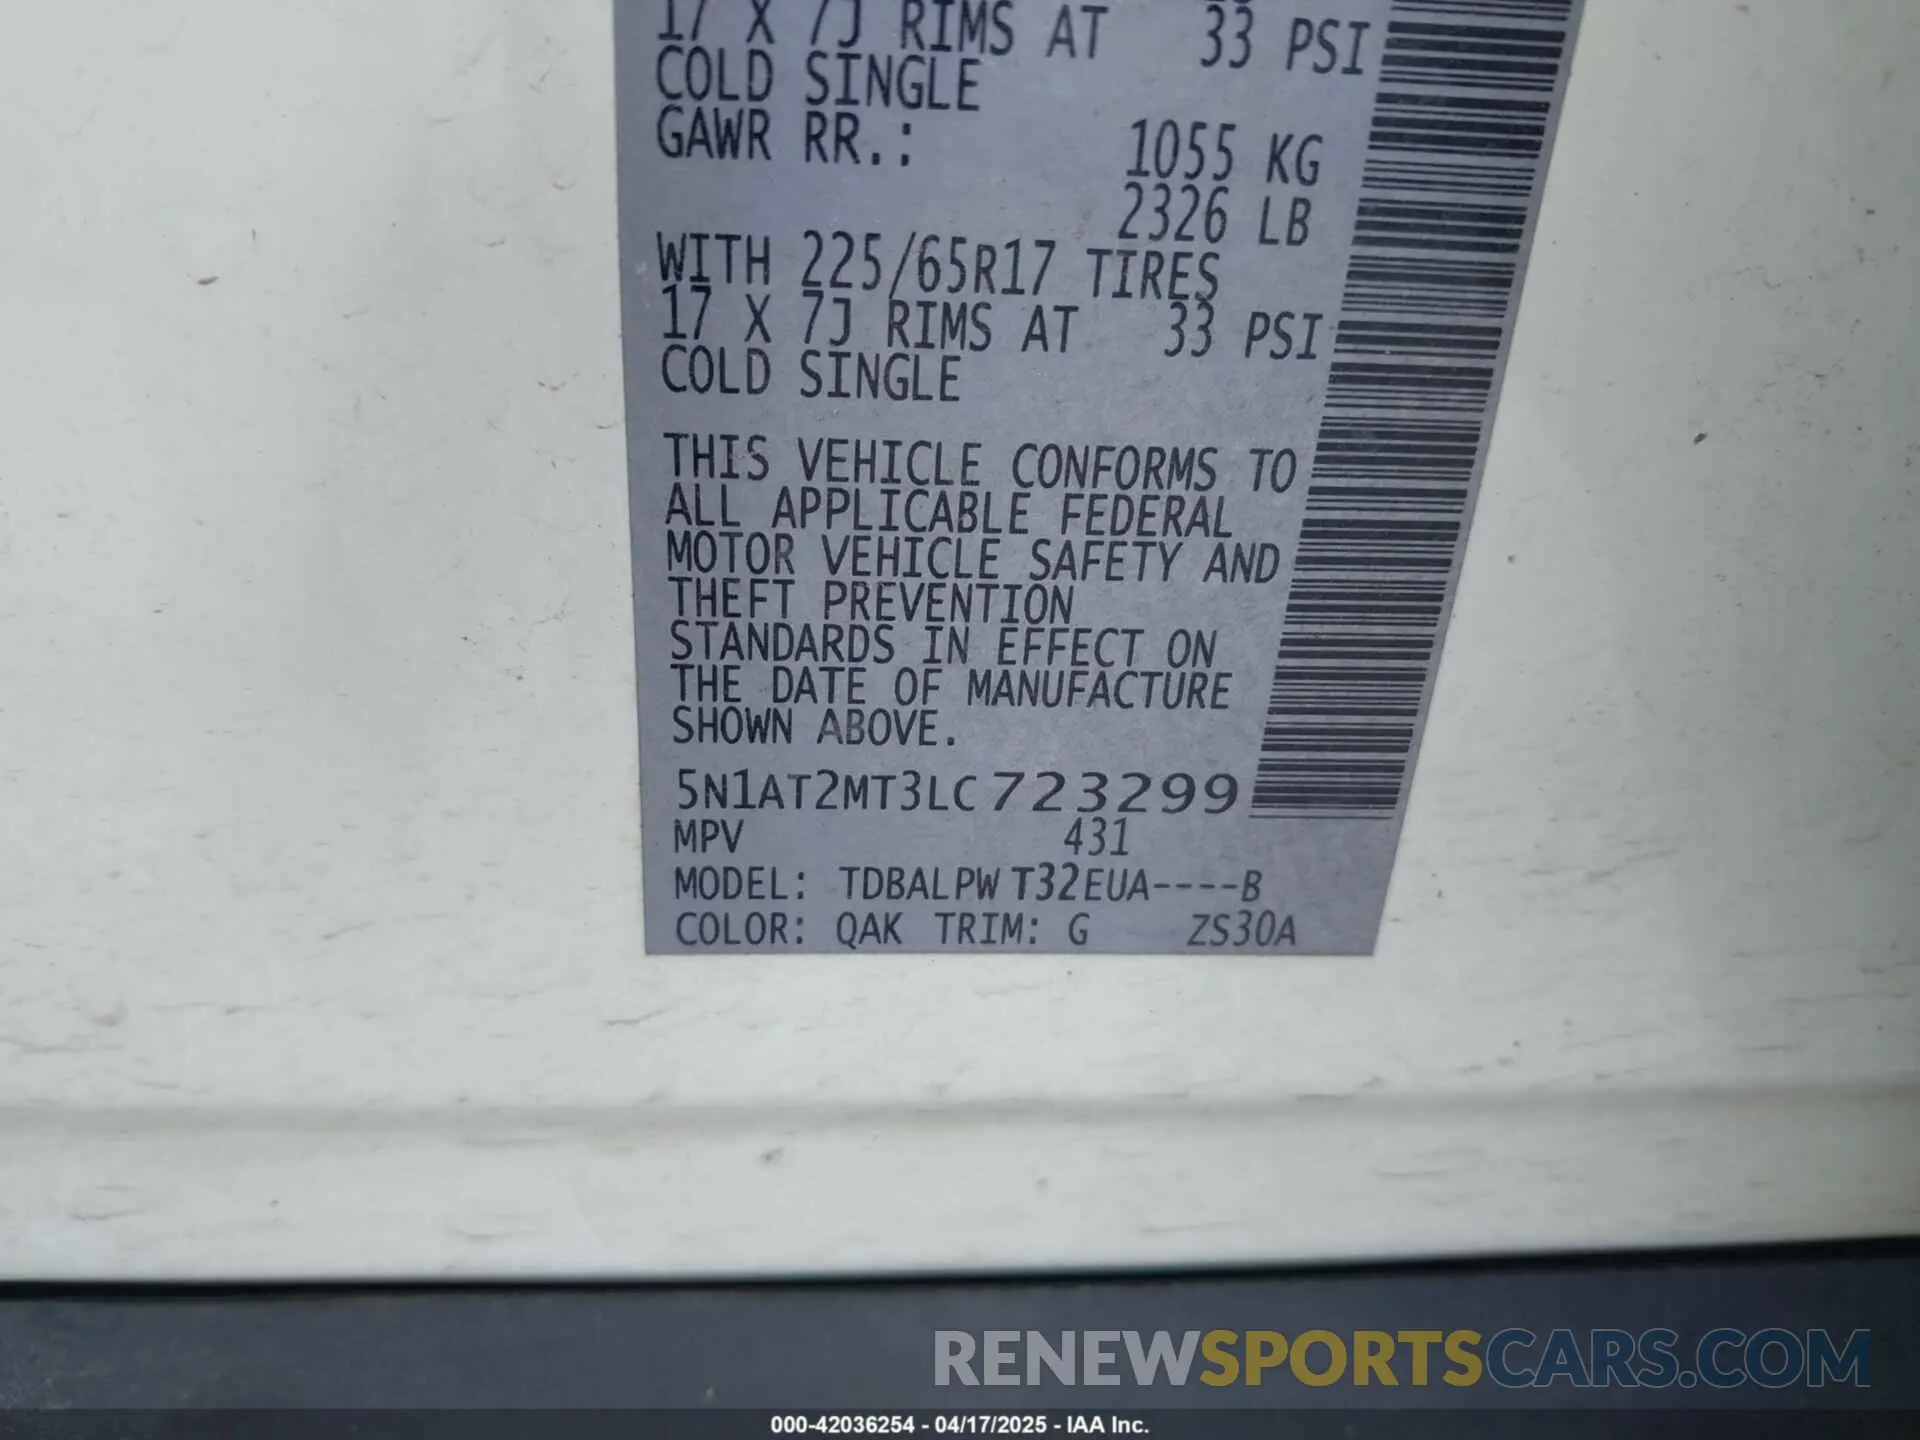 17 X 7J RIMS AT 33 PSI
COLD SINGLE
GAWR RR.: 1055 KG
2326 LB
WITH 225/65R17 TIRES
17 X 7J RIMS AT 33 PSI
COLD SINGLE
THIS VEHICLE CONFORMS TO
ALL APPLICABLE FEDERAL
MOTOR VEHICLE SAFETY AND
THEFT PREVENTION
STANDARDS IN EFFECT ON
THE DATE OF MANUFACTURE
SHOWN ABOVE.
5N1AT2MT3LC723299
MPV 431
MODEL: TDBALPW T32EUA----B
COLOR: QAK TRIM: G ZS30A
RENEWSPORTSCARS.COM
000-42036254 - 04/17/2025 - IAA Inc.